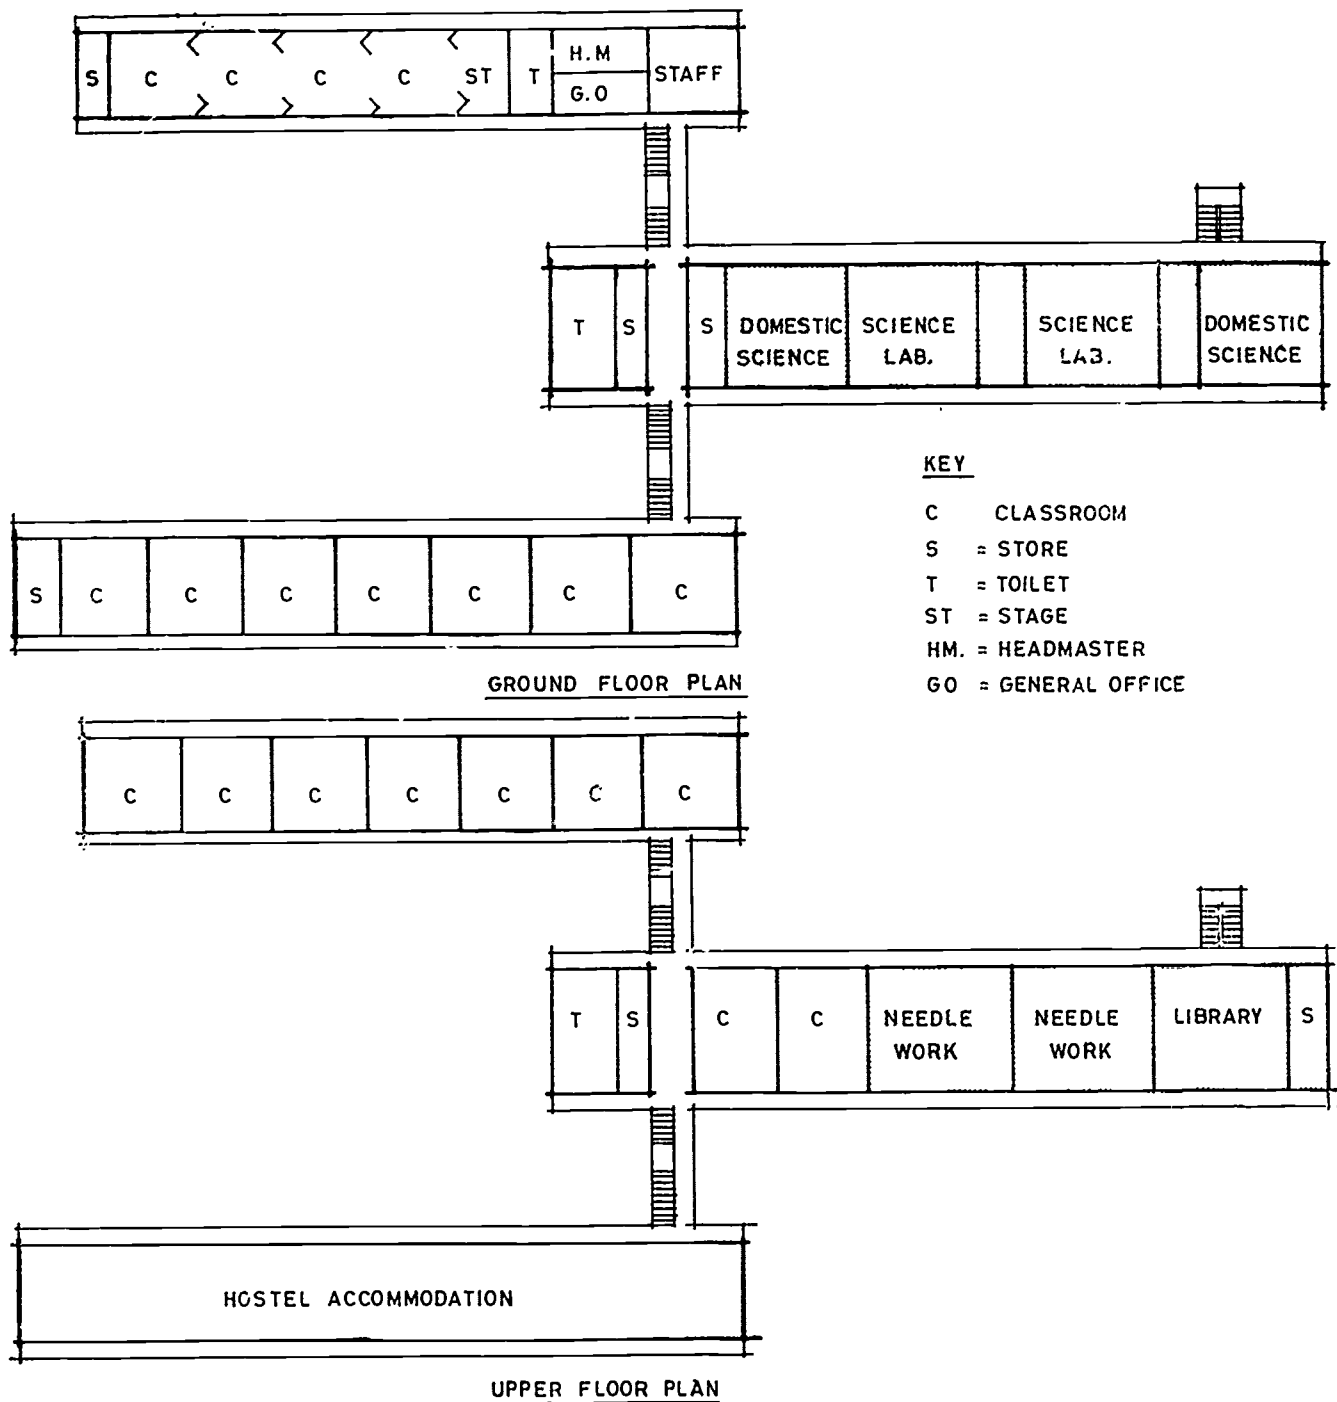 H.M
S C C C C ST T STAFF
G.O
T S S DOMESTIC SCIENCE LAB. SCIENCE LAB. DOMESTIC SCIENCE
KEY
C CLASSROOM
S = STORE
T = TOILET
ST = STAGE
HM. = HEADMASTER
GO = GENERAL OFFICE
S C C C C C C C
GROUND FLOOR PLAN
C C C C C C C
T S C C NEEDLE WORK NEEDLE WORK LIBRARY S
HOSTEL ACCOMMODATION
UPPER FLOOR PLAN